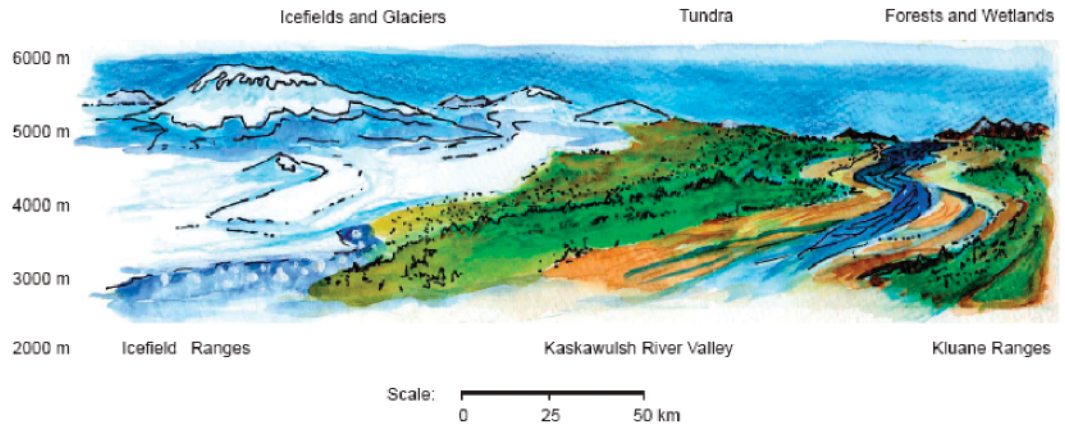 Icefields and Glaciers Tundra Forests and Wetlands
6000 m
5000 m
4000 m
3000 m
2000 m Icefield Ranges Kaskawulsh River Valley Kluane Ranges
Scale:
0 25 50 km